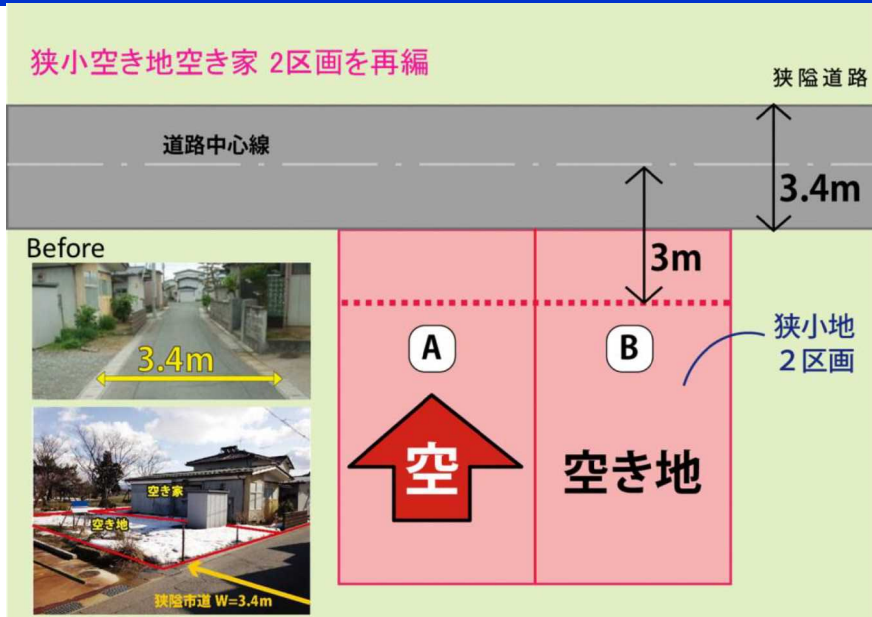 狭小空き地空き家 2区画を再編
狭隘道路
道路中心線
3.4m
Before
3m
3.4m
A
B
狭小地
2区画
空
空き地
空き家
空き地
狭隘市道 W=3.4m